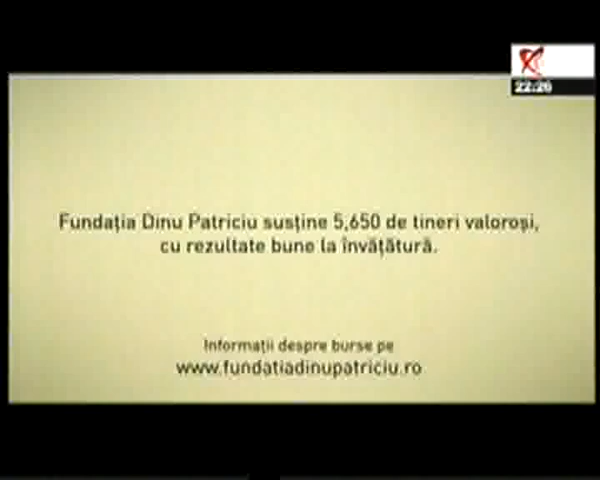 22:26
Fundația Dinu Patriciu susține 5,650 de tineri valoroși,
cu rezultate bune la învățătură.
Informații despre burse pe
www.fundatiadinupatriciu.ro